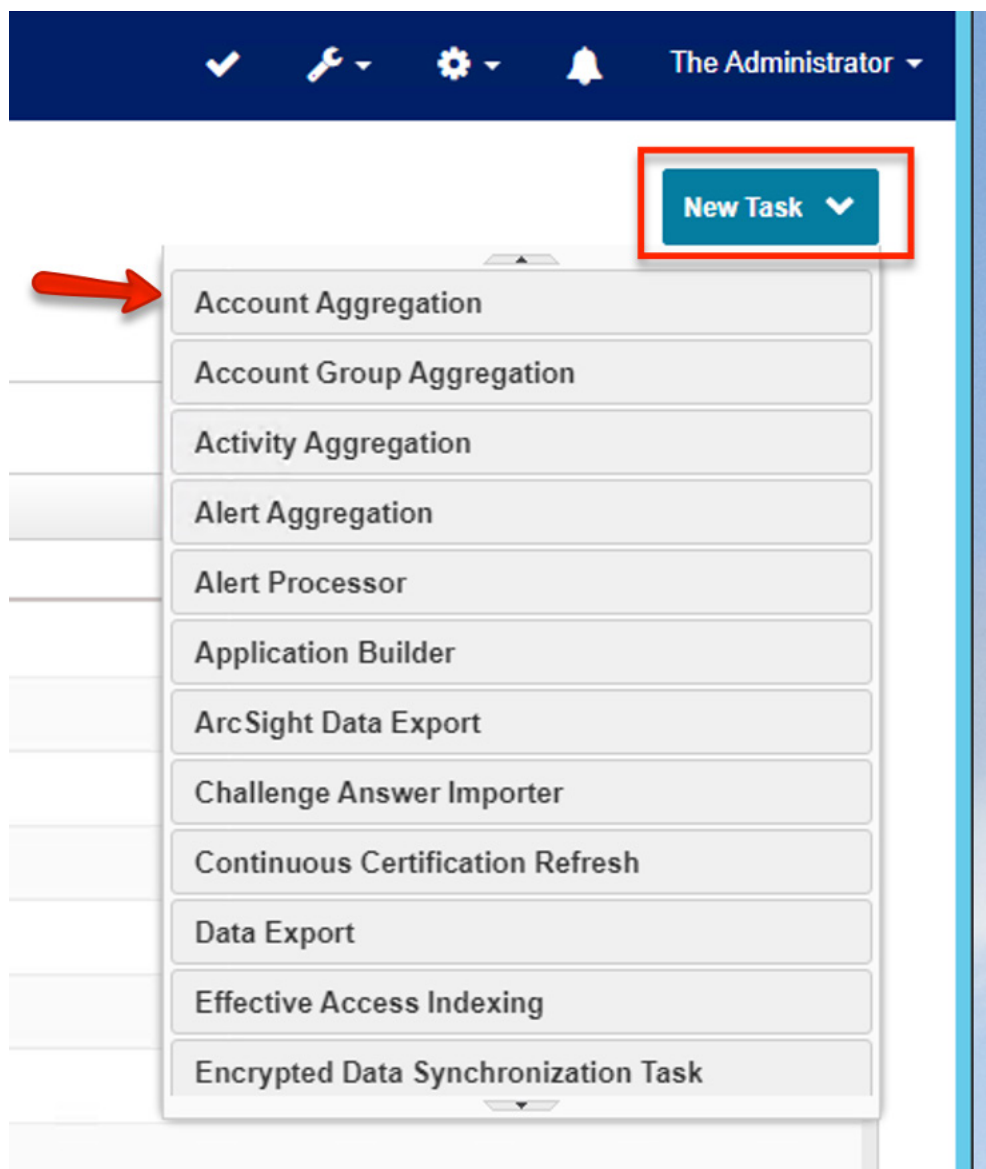 The Administrator
New Task
Account Aggregation
Account Group Aggregation
Activity Aggregation
Alert Aggregation
Alert Processor
Application Builder
ArcSight Data Export
Challenge Answer Importer
Continuous Certification Refresh
Data Export
Effective Access Indexing
Encrypted Data Synchronization Task